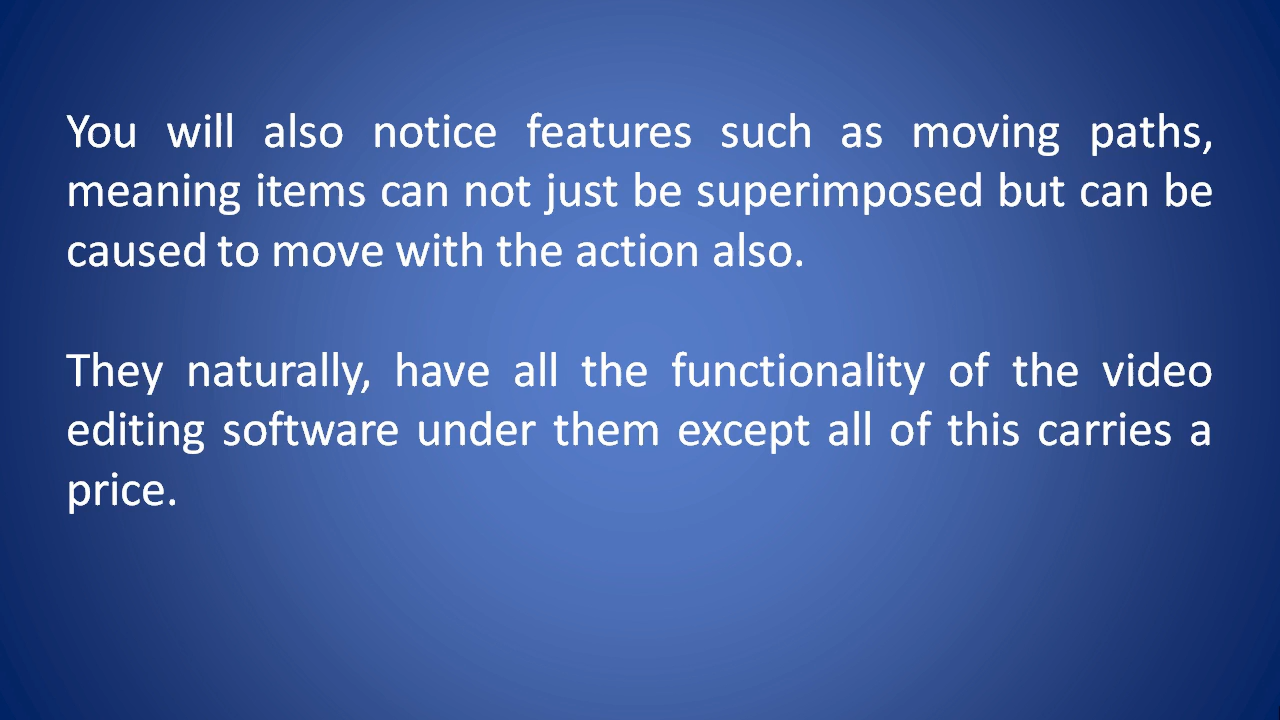 You will also notice features such as moving paths,
meaning items can not just be superimposed but can be
caused to move with the action also.
They naturally, have all the functionality of the video
editing software under them except all of this carries a
price.